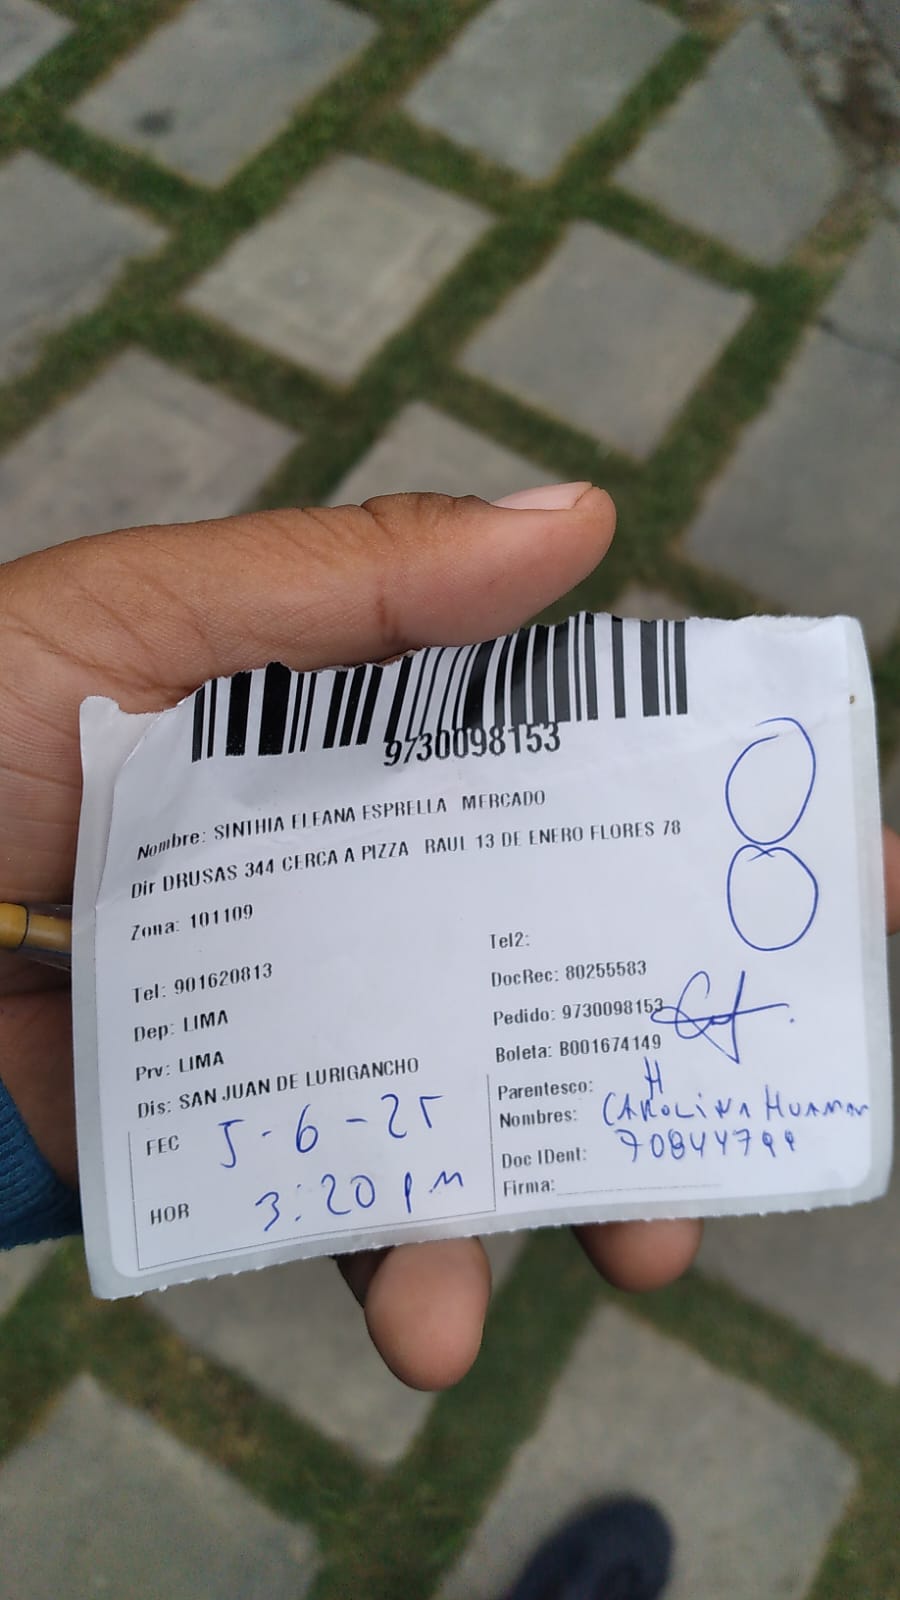 9730098153
Nombre: SINTHIA ELEANA ESPRELLA MERCADO
Dir DRUSAS 344 CERCA A PIZZA RAUL 13 DE ENERO FLORES 78
Zona: 101109
Tel: 901620813
Dep: LIMA
Prv: LIMA
Dis: SAN JUAN DE LURIGANCHO
FEC 5-6-25
HOR 3:20 pm
Tel2:
DocRec: 80255583
Pedido: 9730098153
Boleta: B001674149
Parentesco: H
Nombres: CAROLINA HUAMAN
Doc IDent: 70844799
Firma: